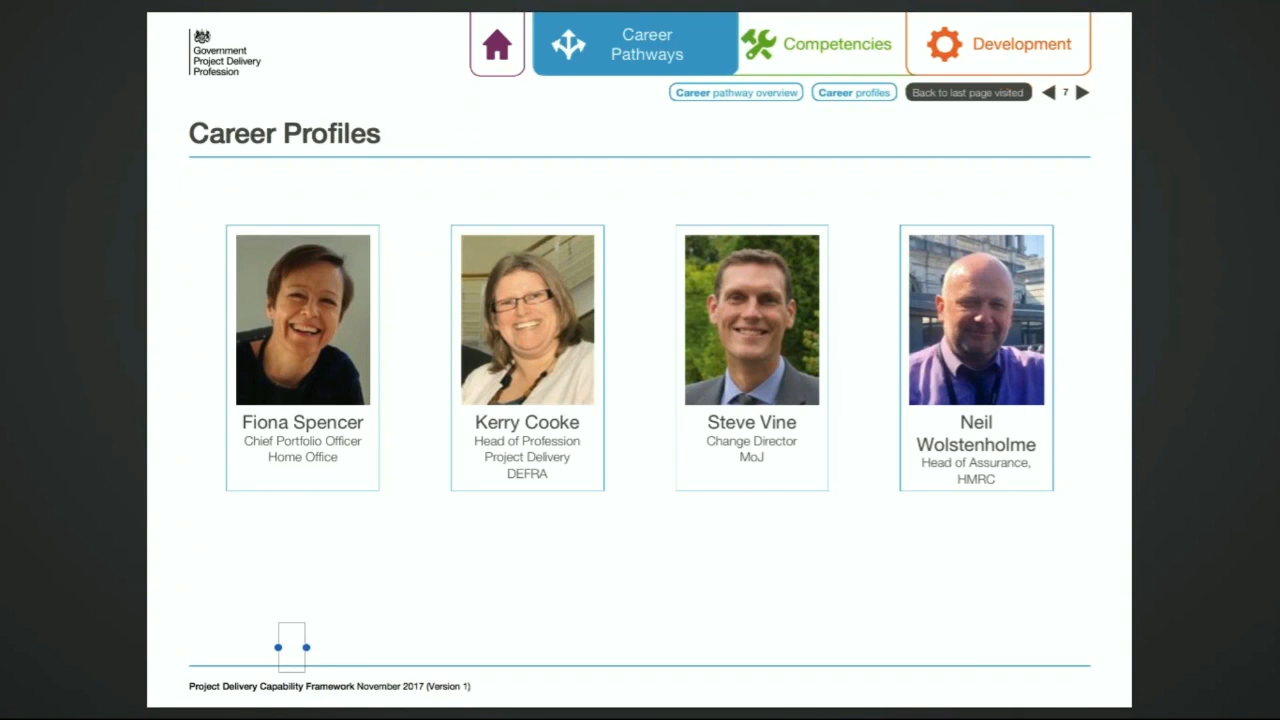 Government
Project Delivery
Profession
Career
Pathways
Competencies
Development
Career pathway overview
Career profiles
Back to last page visited
7
Career Profiles
Fiona Spencer
Chief Portfolio Officer
Home Office
Kerry Cooke
Head of Profession
Project Delivery
DEFRA
Steve Vine
Change Director
MoJ
Neil
Wolstenholme
Head of Assurance,
HMRC
Project Delivery Capability Framework November 2017 (Version 1)